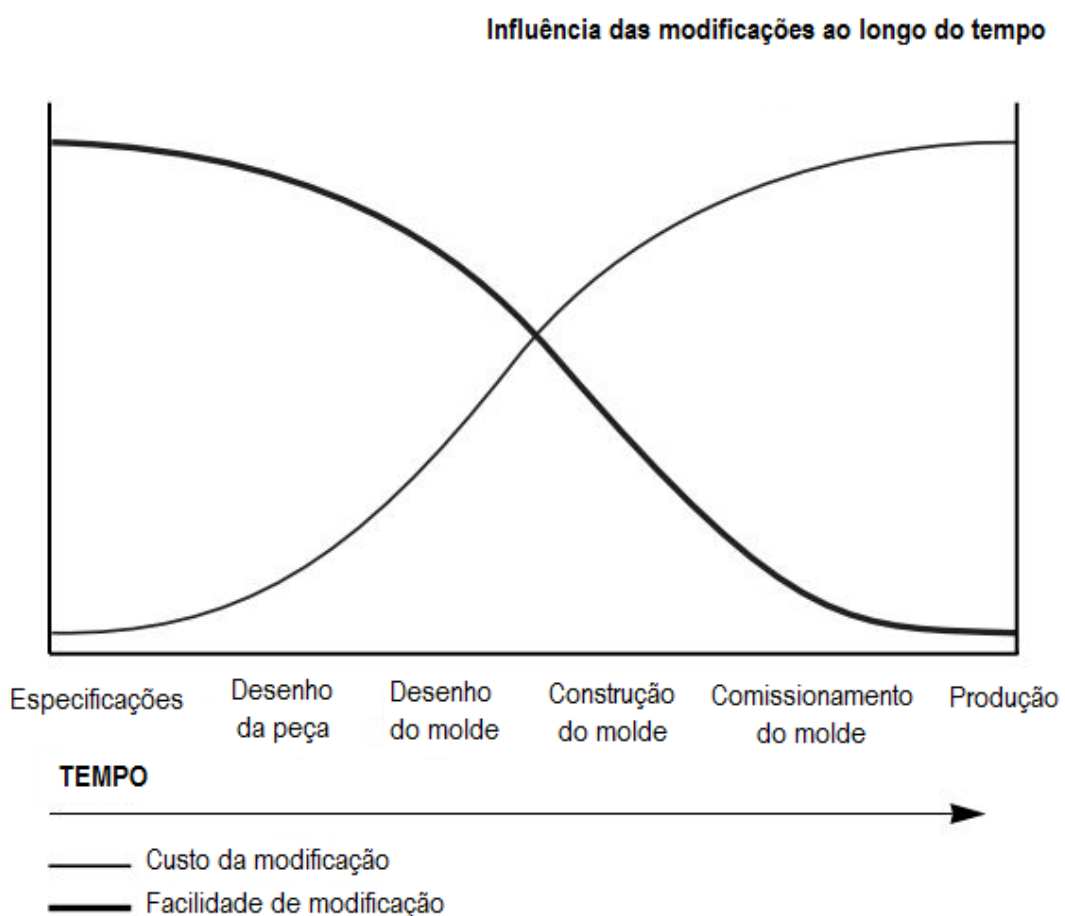 Influência das modificações ao longo do tempo
Especificações
Desenho
da peça
Desenho
do molde
Construção
do molde
Comissionamento
do molde
Produção
TEMPO
Custo da modificação
Facilidade de modificação